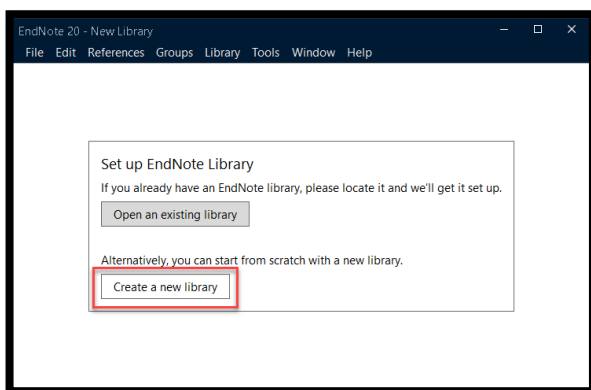 EndNote 20 - New Library
File Edit References Groups Library Tools Window Help
Set up EndNote Library
If you already have an EndNote library, please locate it and we'll get it set up.
Open an existing library
Alternatively, you can start from scratch with a new library.
Create a new library